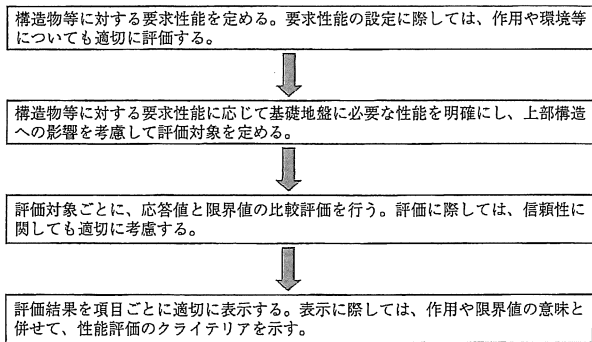 構造物等に対する要求性能を定める。要求性能の設定に際しては、作用や環境等
についても適切に評価する。
構造物等に対する要求性能に応じて基礎地盤に必要な性能を明確にし、上部構造
への影響を考慮して評価対象を定める。
評価対象ごとに、応答値と限界値の比較評価を行う。評価に際しては、信頼性に
関しても適切に考慮する。
評価結果を項目ごとに適切に表示する。表示に際しては、作用や限界値の意味と
併せて、性能評価のクライテリアを示す。